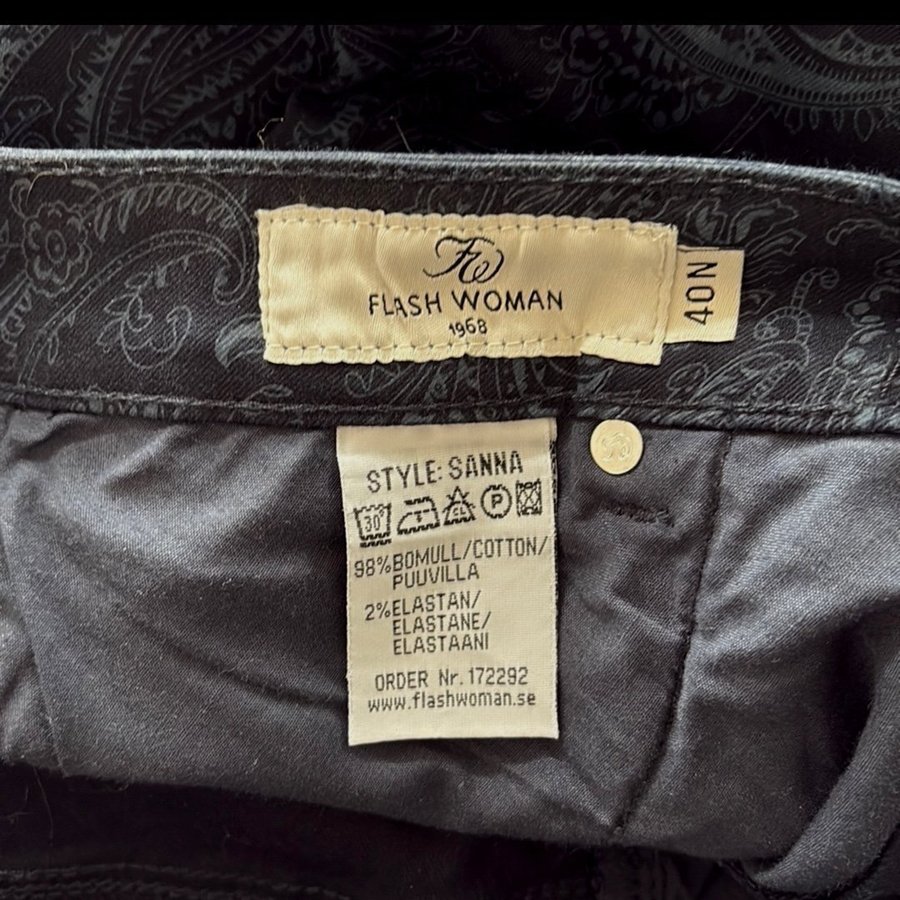 FW
FLASH WOMAN
1968
40N
STYLE: SANNA
30° T CL P
98%BOMULL/COTTON/
PUUVILLA
2%ELASTAN/
ELASTANE/
ELASTAANI
ORDER Nr. 172292
www.flashwoman.se